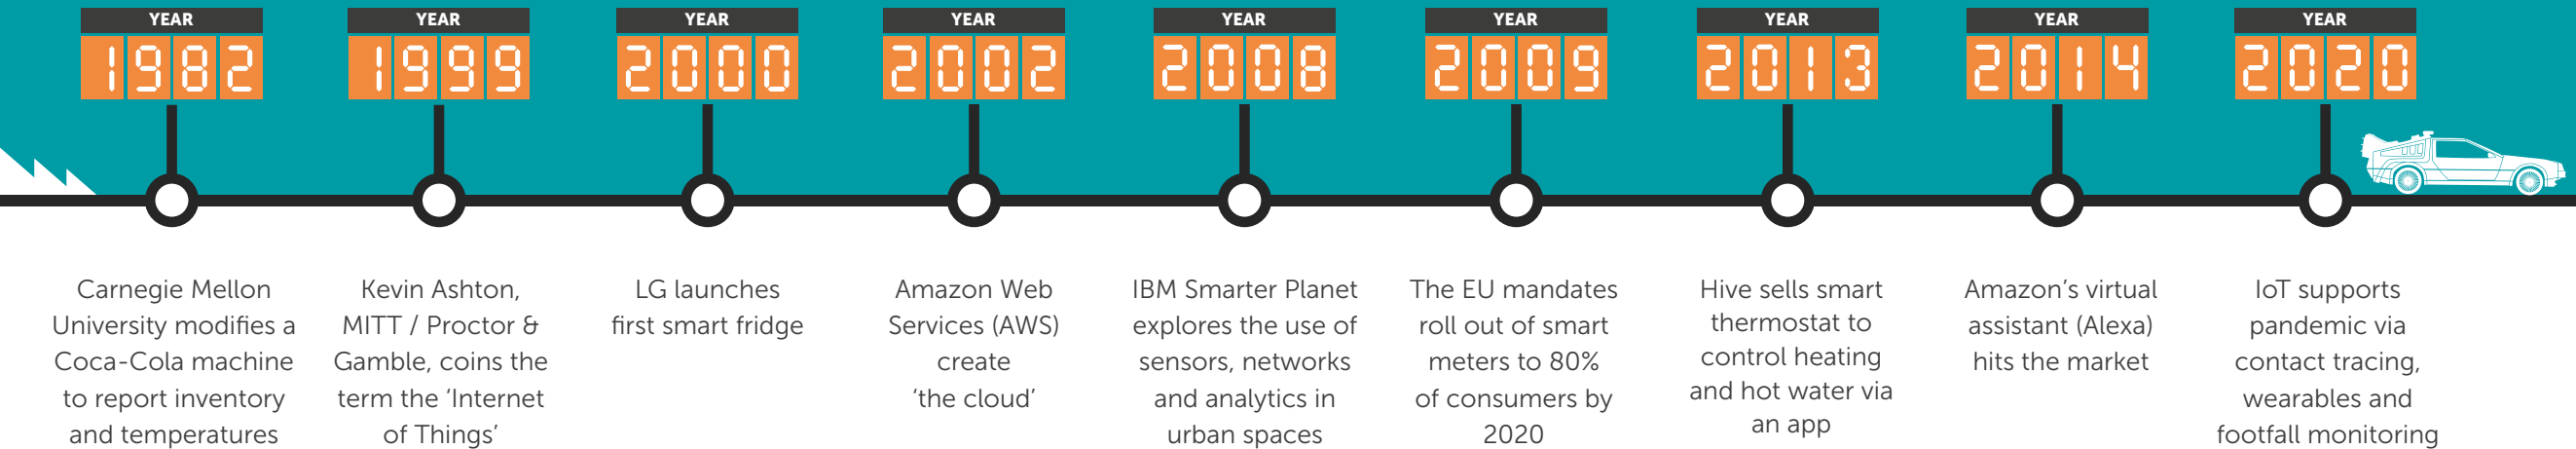 YEAR
1982
Carnegie Mellon
University modifies a
Coca-Cola machine
to report inventory
and temperatures
YEAR
1999
Kevin Ashton,
MITT / Proctor &
Gamble, coins the
term the ‘Internet
of Things’
YEAR
2000
LG launches
first smart fridge
YEAR
2002
Amazon Web
Services (AWS)
create
‘the cloud’
YEAR
2008
IBM Smarter Planet
explores the use of
sensors, networks
and analytics in
urban spaces
YEAR
2009
The EU mandates
roll out of smart
meters to 80%
of consumers by
2020
YEAR
2013
Hive sells smart
thermostat to
control heating
and hot water via
an app
YEAR
2014
Amazon’s virtual
assistant (Alexa)
hits the market
YEAR
2020
IoT supports
pandemic via
contact tracing,
wearables and
footfall monitoring